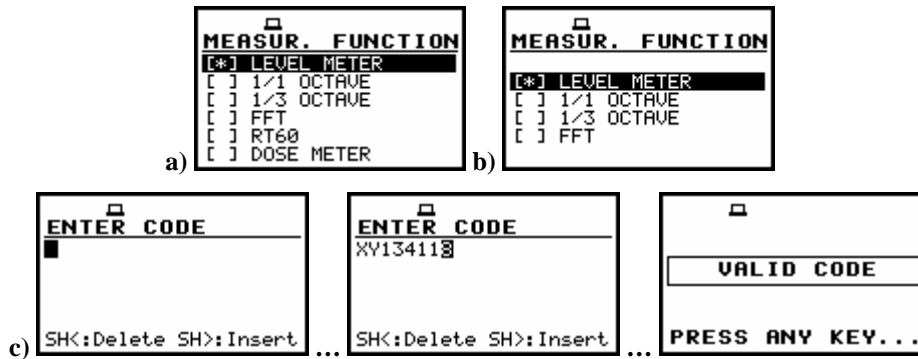 MEASUR. FUNCTION
[*] LEVEL METER
[ ] 1/1 OCTAVE
[ ] 1/3 OCTAVE
[ ] FFT
[ ] RT60
[ ] DOSE METER
a)
MEASUR. FUNCTION
[*] LEVEL METER
[ ] 1/1 OCTAVE
[ ] 1/3 OCTAVE
[ ] FFT
b)
ENTER CODE
SH<:Delete SH>:Insert
c)
...
ENTER CODE
XY134113
SH<:Delete SH>:Insert
...
VALID CODE
PRESS ANY KEY...